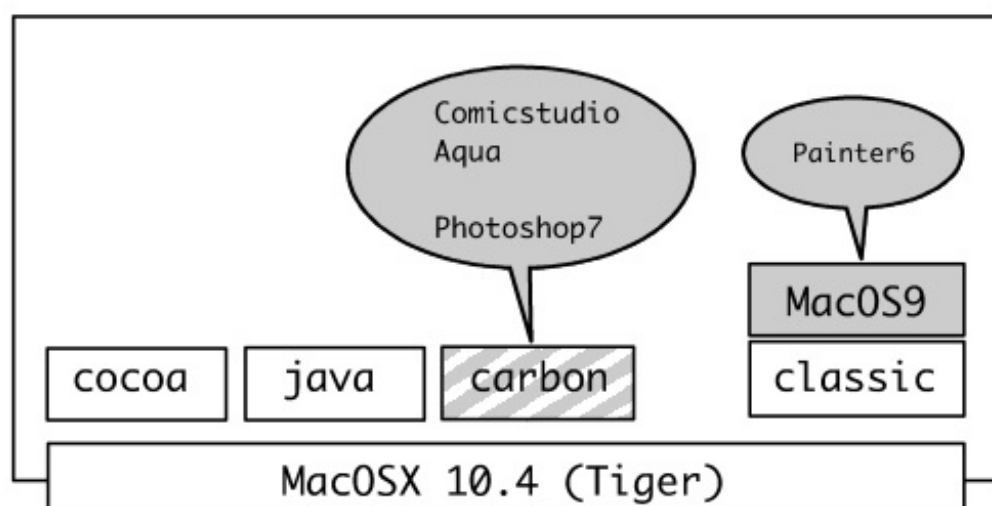 Comicstudio
Aqua
Photoshop7
Painter6
MacOS9
cocoa
java
carbon
classic
MacOSX 10.4 (Tiger)